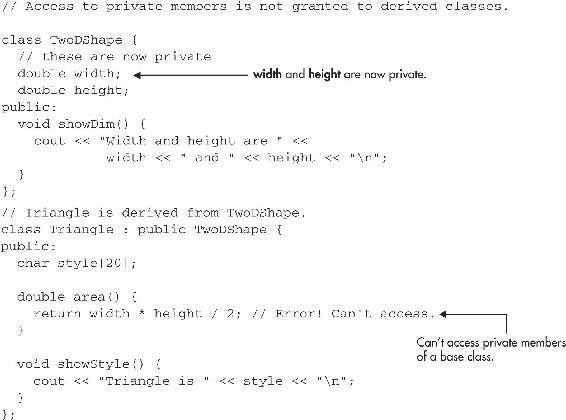 // Access to private members is not granted to derived classes.
class TwoDShape {
// these are now private
double width;
width and height are now private.
double height;
public:
void showDim() {
cout << "Width and height are " <<
width << " and " << height << "\n";
}
};
// Triangle is derived from TwoDShape.
class Triangle : public TwoDShape {
public:
char style[20];
double area() {
return width * height / 2; // Error! Can't access.
}
Can't access private members
of a base class.
void showStyle() {
cout << "Triangle is " << style << "\n";
}
};